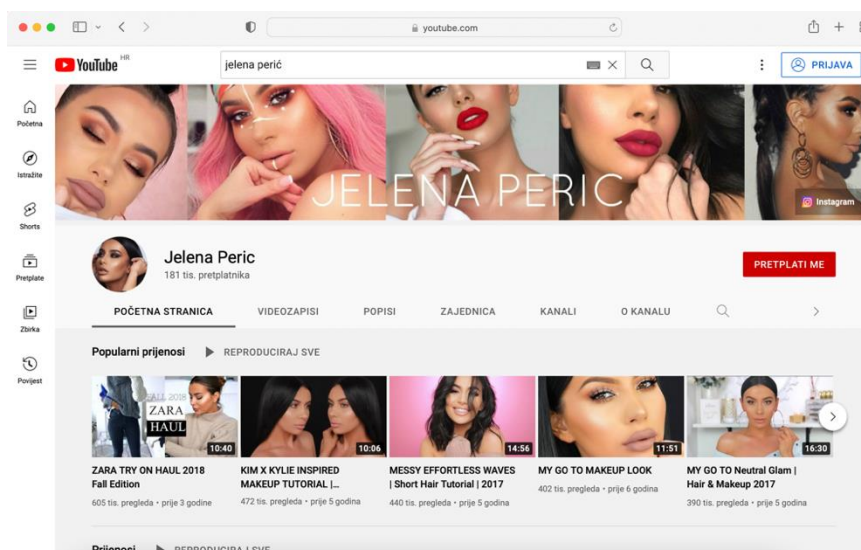 youtube.com
YouTube HR
jelena perić
PRIJAVA
Početna
Istražite
Shorts
Pretplate
Zbirka
Povijest
JELENA PERIC
Instagram
Jelena Peric
181 tis. pretplatnika
PRETPLATI ME
POČETNA STRANICA VIDEOZAPISI POPISI ZAJEDNICA KANALI O KANALU
Popularni prijenosi REPRODUCIRAJ SVE
FALL 2018
ZARA
HAUL
10:40
10:06
14:56
11:51
16:30
ZARA TRY ON HAUL 2018
Fall Edition
605 tis. pregleda • prije 3 godine
KIM X KYLIE INSPIRED
MAKEUP TUTORIAL |...
472 tis. pregleda • prije 5 godina
MESSY EFFORTLESS WAVES
| Short Hair Tutorial | 2017
440 tis. pregleda • prije 5 godina
MY GO TO MAKEUP LOOK
402 tis. pregleda • prije 6 godina
MY GO TO Neutral Glam |
Hair & Makeup 2017
390 tis. pregleda • prije 5 godina
Prijenosi REPRODUCIRAJ SVE